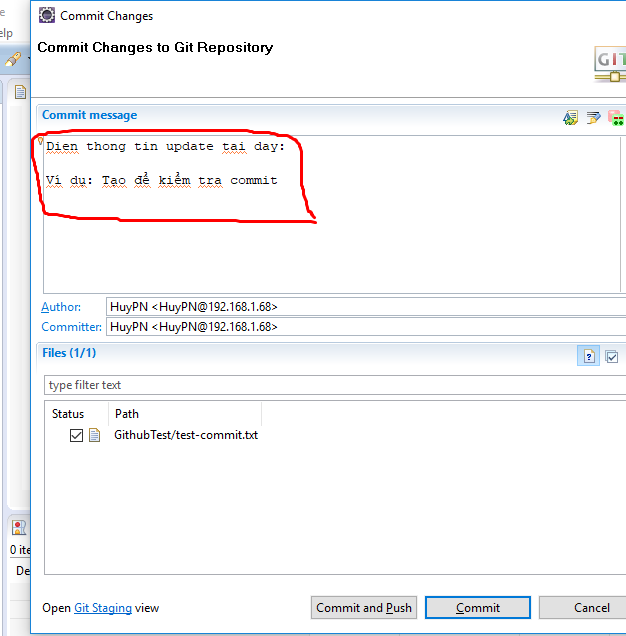 Commit Changes
Commit Changes to Git Repository
GIT
Commit message
Dien thong tin update tai day:
Ví dụ: Tạo để kiểm tra commit
Author: HuyPN <HuyPN@192.168.1.68>
Committer: HuyPN <HuyPN@192.168.1.68>
Files (1/1)
type filter text
Status Path
GithubTest/test-commit.txt
0 ite
De
Open Git Staging view Commit and Push Commit Cancel